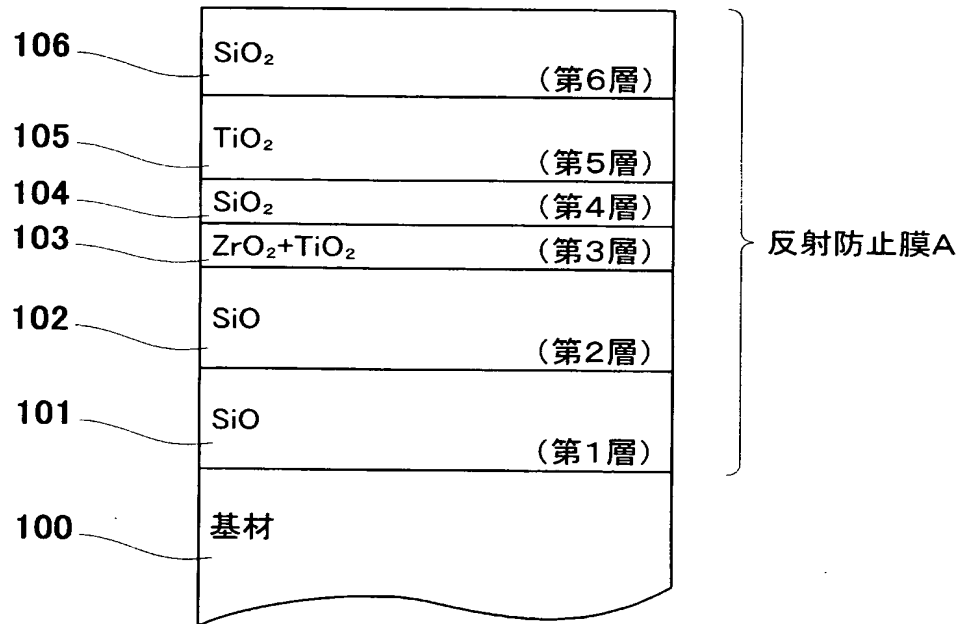 106
SiO₂
(第6層)
105
TiO₂
(第5層)
104
SiO₂
(第4層)
103
ZrO₂+TiO₂
(第3層)
反射防止膜A
102
SiO
(第2層)
101
SiO
(第1層)
100
基材